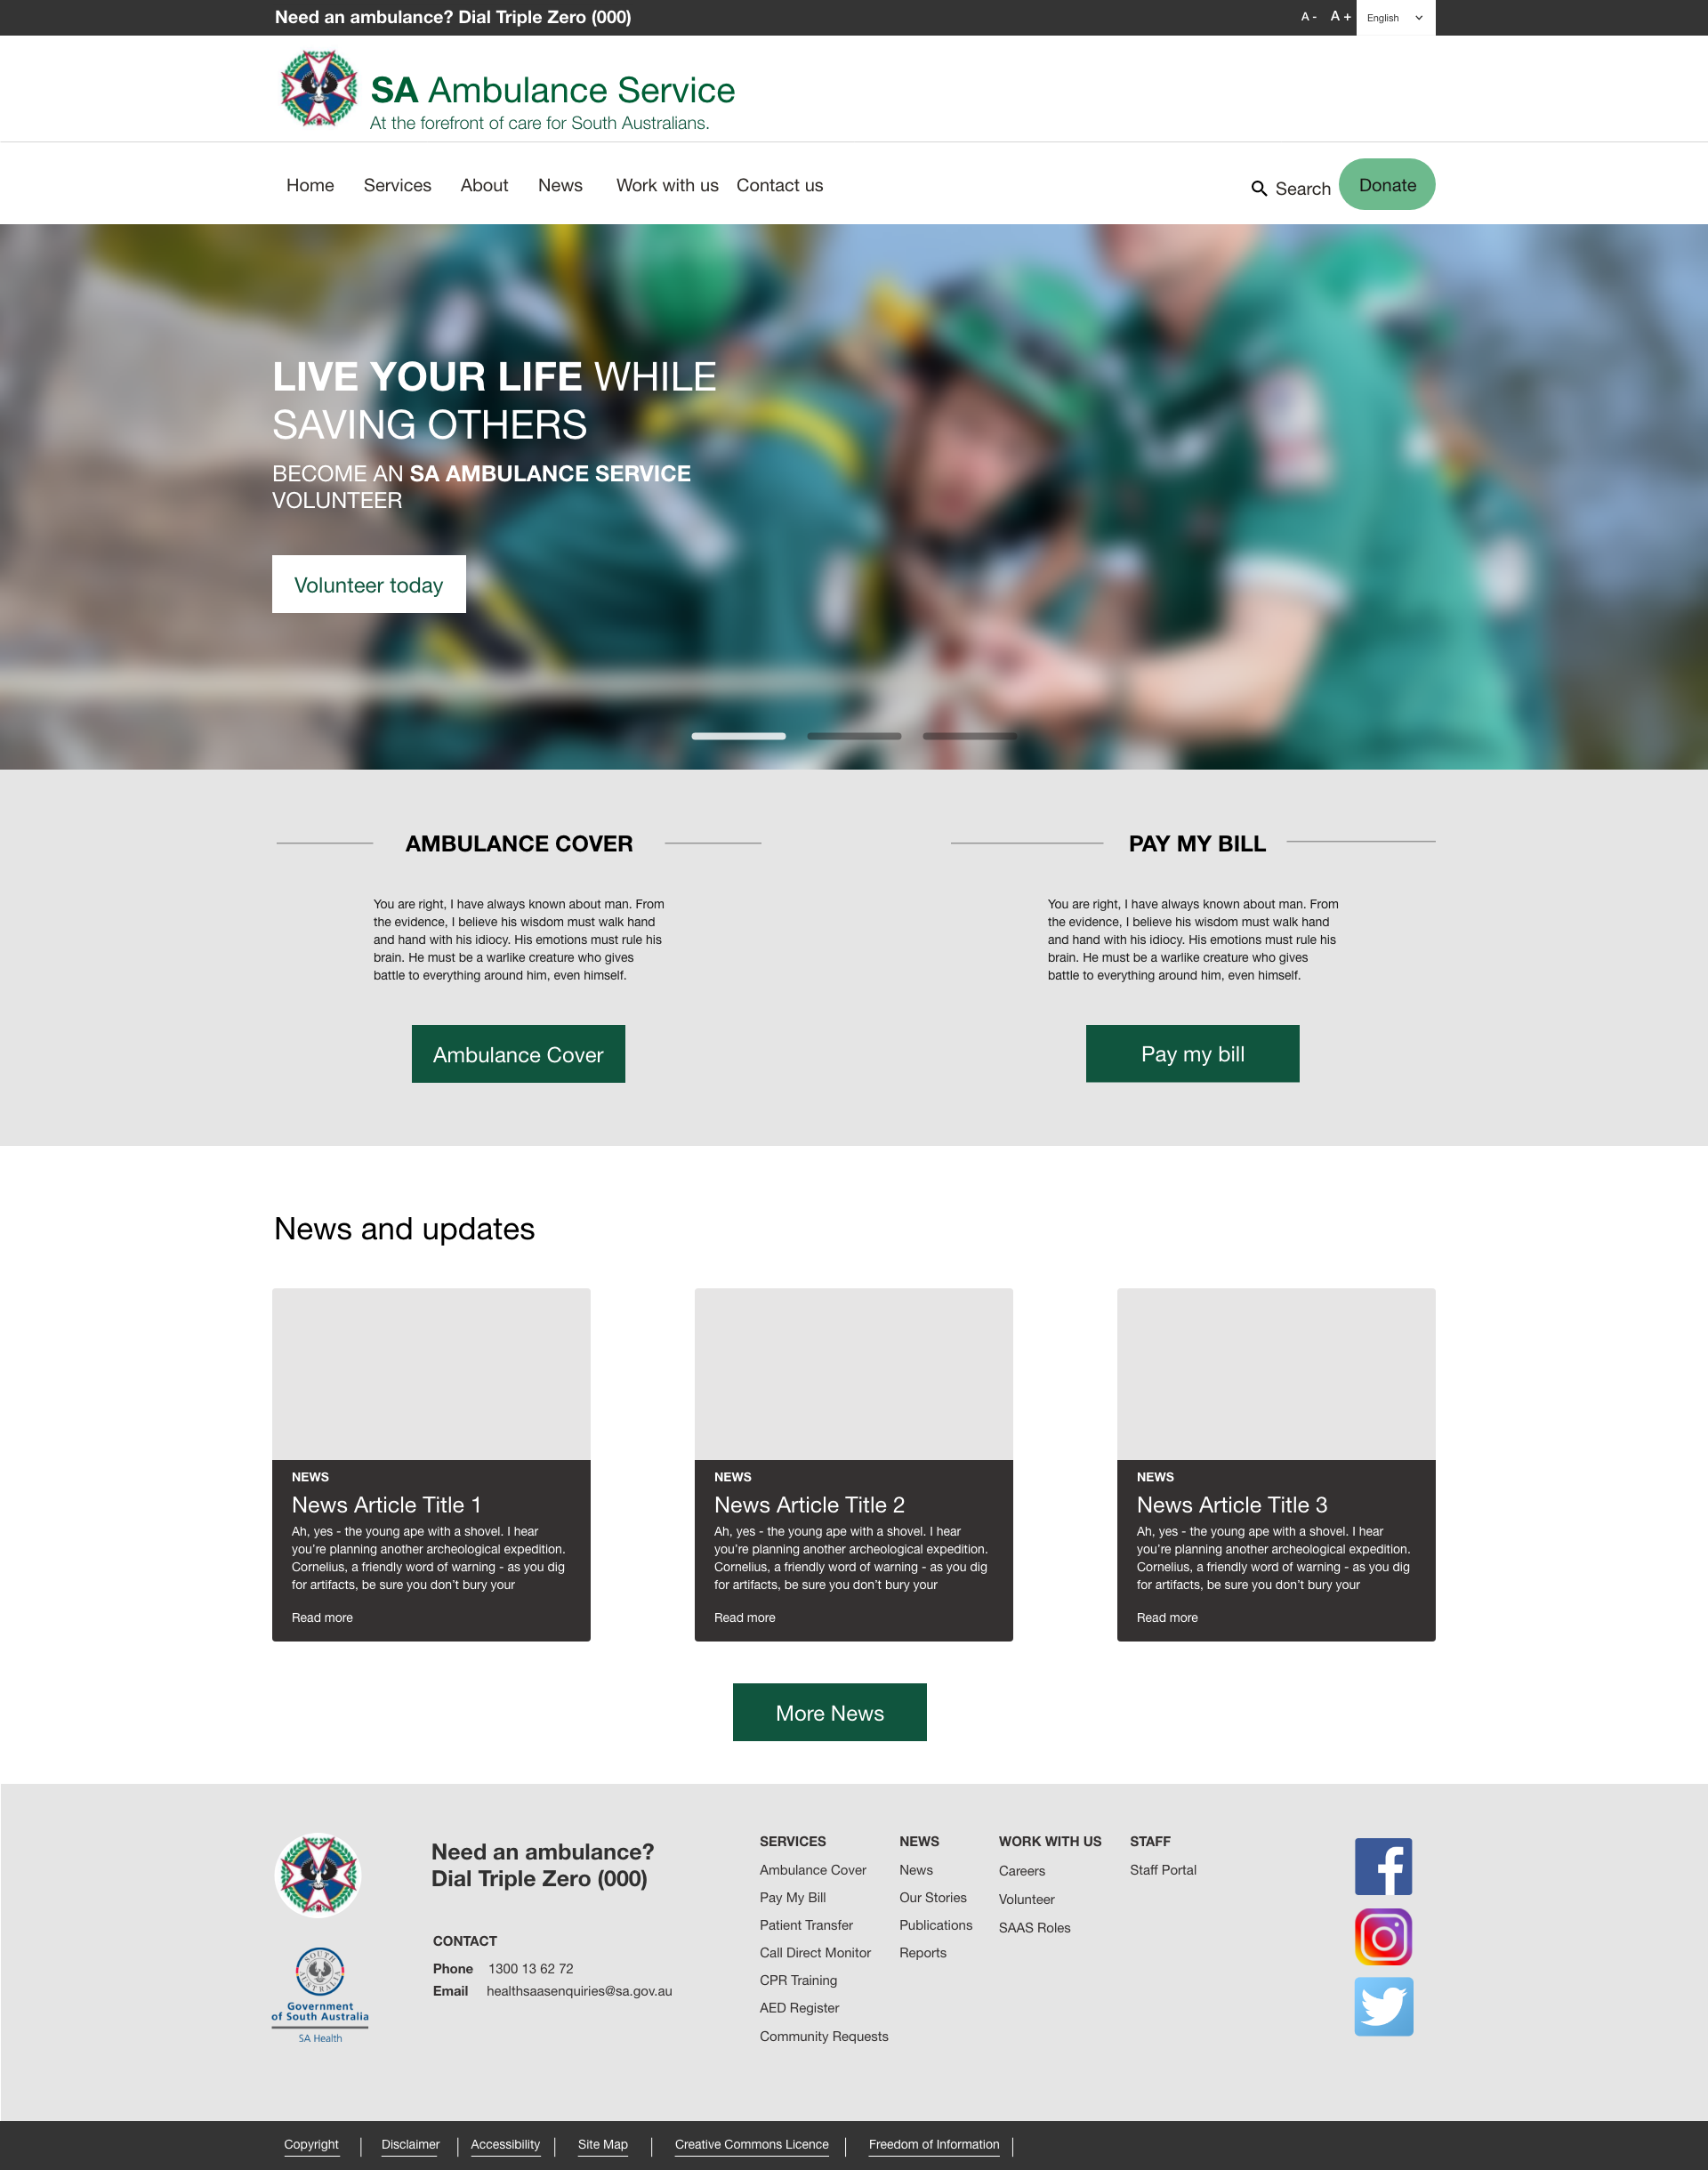 Need an ambulance? Dial Triple Zero (000)
A - A + English
SA Ambulance Service
At the forefront of care for South Australians.
Home Services About News Work with us Contact us Search Donate
LIVE YOUR LIFE WHILE
SAVING OTHERS
BECOME AN SA AMBULANCE SERVICE
VOLUNTEER
Volunteer today
AMBULANCE COVER
You are right, I have always known about man. From
the evidence, I believe his wisdom must walk hand
and hand with his idiocy. His emotions must rule his
brain. He must be a warlike creature who gives
battle to everything around him, even himself.
Ambulance Cover
PAY MY BILL
You are right, I have always known about man. From
the evidence, I believe his wisdom must walk hand
and hand with his idiocy. His emotions must rule his
brain. He must be a warlike creature who gives
battle to everything around him, even himself.
Pay my bill
News and updates
NEWS
News Article Title 1
Ah, yes - the young ape with a shovel. I hear
you’re planning another archeological expedition.
Cornelius, a friendly word of warning - as you dig
for artifacts, be sure you don’t bury your
Read more
NEWS
News Article Title 2
Ah, yes - the young ape with a shovel. I hear
you’re planning another archeological expedition.
Cornelius, a friendly word of warning - as you dig
for artifacts, be sure you don’t bury your
Read more
NEWS
News Article Title 3
Ah, yes - the young ape with a shovel. I hear
you’re planning another archeological expedition.
Cornelius, a friendly word of warning - as you dig
for artifacts, be sure you don’t bury your
Read more
More News
SOUTH
AUSTRALIA
Government
of South Australia
SA Health
Need an ambulance?
Dial Triple Zero (000)
CONTACT
Phone 1300 13 62 72
Email healthsaasenquiries@sa.gov.au
SERVICES
Ambulance Cover
Pay My Bill
Patient Transfer
Call Direct Monitor
CPR Training
AED Register
Community Requests
NEWS
News
Our Stories
Publications
Reports
WORK WITH US
Careers
Volunteer
SAAS Roles
STAFF
Staff Portal
Copyright Disclaimer Accessibility Site Map Creative Commons Licence Freedom of Information